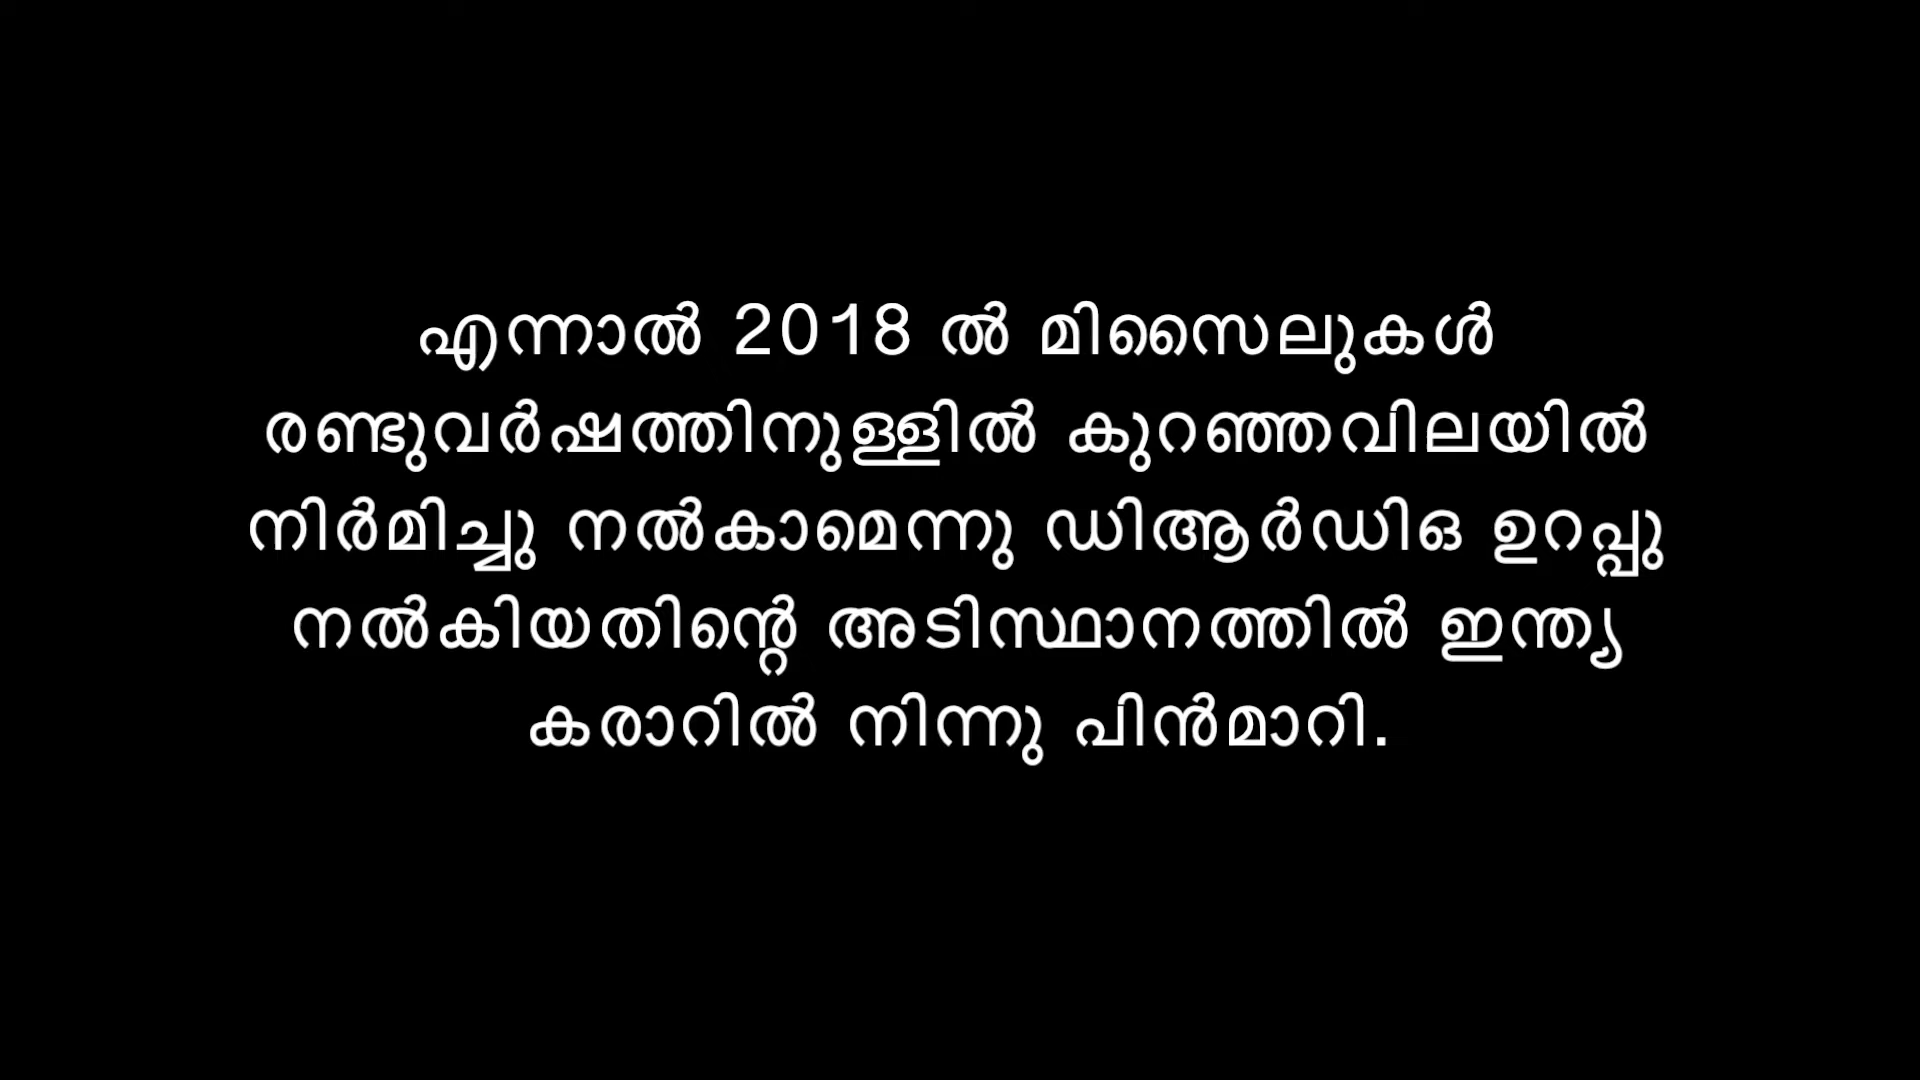 എന്നാൽ 2018 ൽ മിസൈലുകൾ
രണ്ടുവർഷത്തിനുള്ളിൽ കുറഞ്ഞവിലയിൽ
നിർമിച്ചു നൽകാമെന്നു ഡിആർഡിഒ ഉറപ്പു
നൽകിയതിന്റെ അടിസ്ഥാനത്തിൽ ഇന്ത്യ
കരാറിൽ നിന്നു പിൻമാറി.